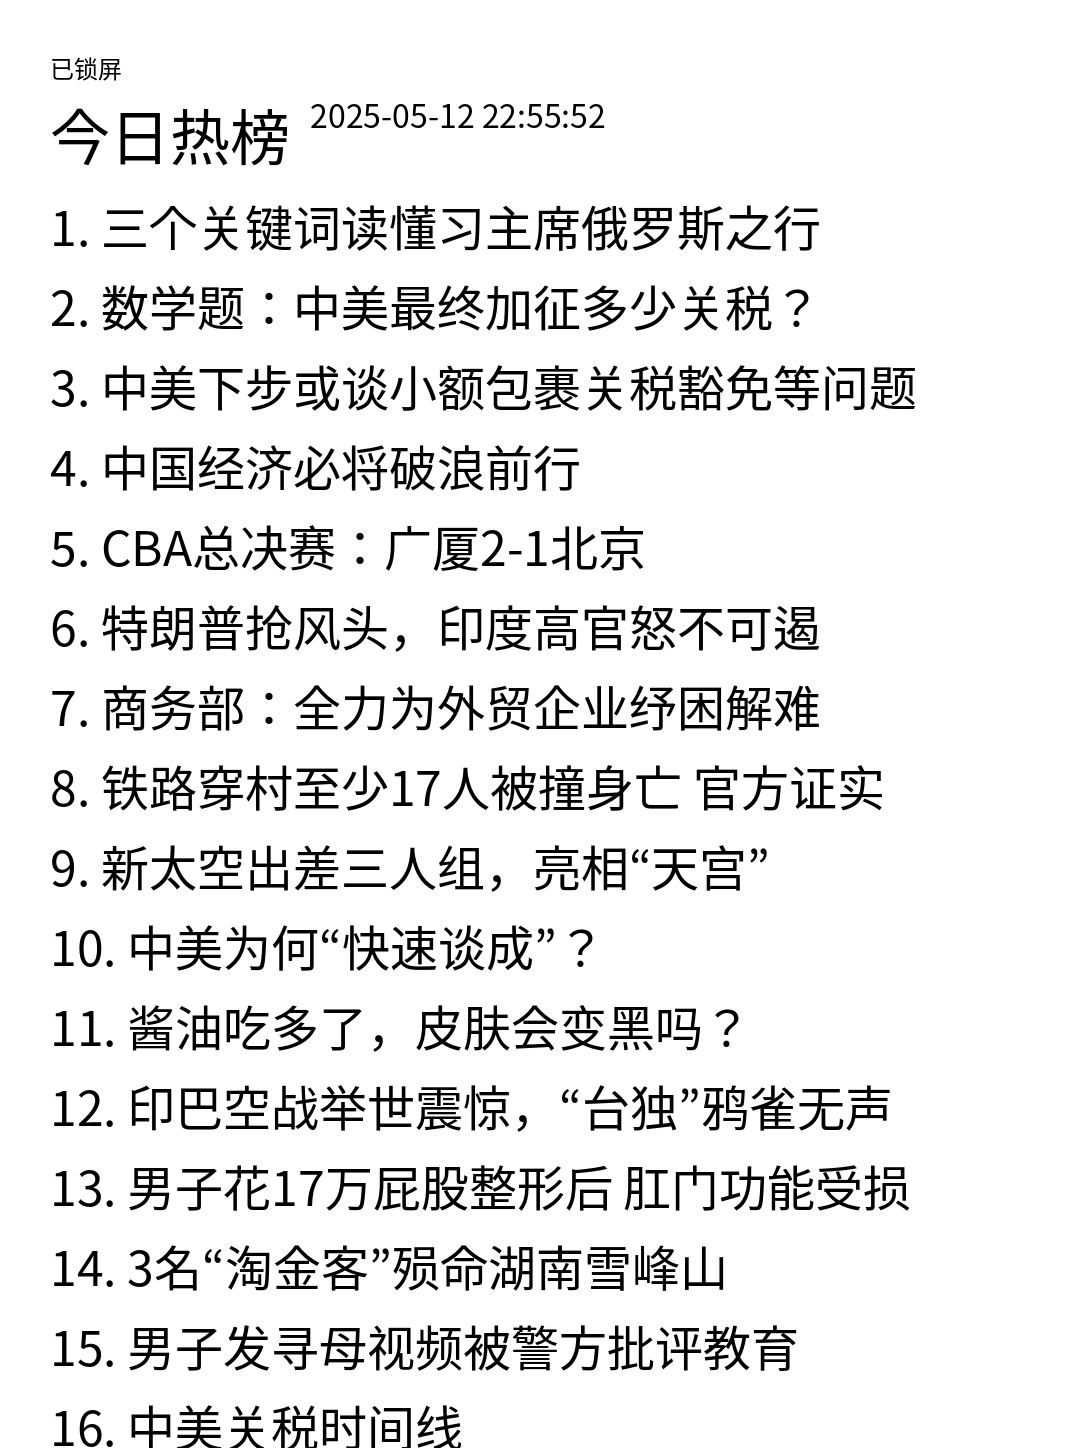 已锁屏
今日热榜 2025-05-12 22:55:52
1. 三个关键词读懂习主席俄罗斯之行
2. 数学题：中美最终加征多少关税？
3. 中美下步或谈小额包裹关税豁免等问题
4. 中国经济必将破浪前行
5. CBA总决赛：广厦2-1北京
6. 特朗普抢风头，印度高官怒不可遏
7. 商务部：全力为外贸企业纾困解难
8. 铁路穿村至少17人被撞身亡 官方证实
9. 新太空出差三人组，亮相“天宫”
10. 中美为何“快速谈成”？
11. 酱油吃多了，皮肤会变黑吗？
12. 印巴空战举世震惊，“台独”鸦雀无声
13. 男子花17万屁股整形后 肛门功能受损
14. 3名“淘金客”殒命湖南雪峰山
15. 男子发寻母视频被警方批评教育
16. 中美关税时间线